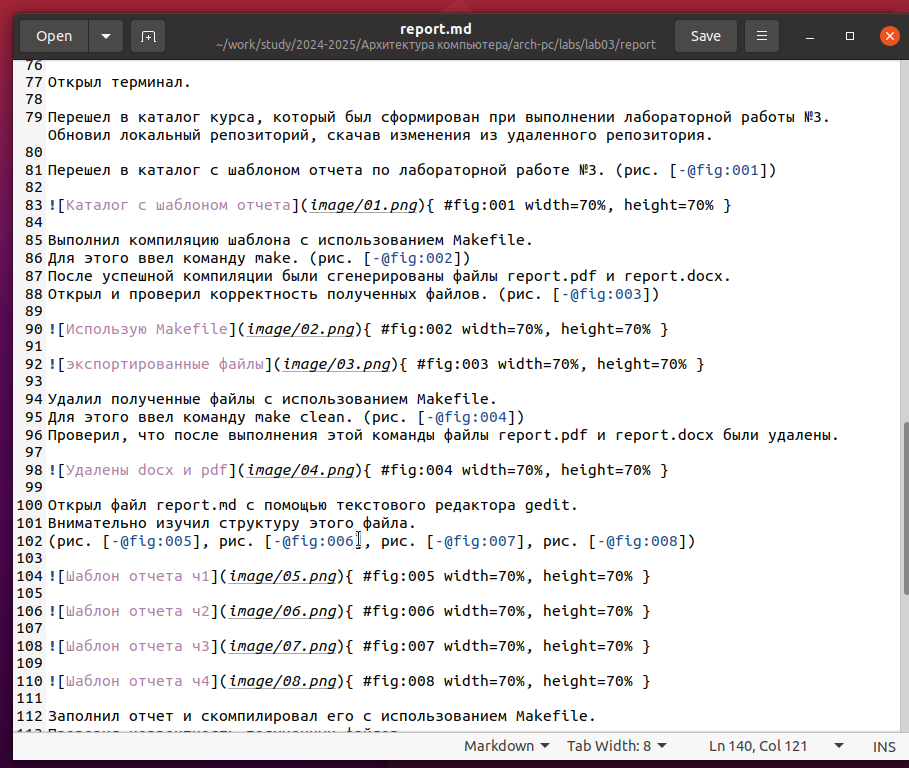 Open
report.md
~/work/study/2024-2025/Архитектура компьютера/arch-pc/labs/lab03/report
Save
76
77 Открыл терминал.
78
79 Перешел в каталог курса, который был сформирован при выполнении лабораторной работы №3.
Обновил локальный репозиторий, скачав изменения из удаленного репозитория.
80
81 Перешел в каталог с шаблоном отчета по лабораторной работе №3. (рис. [-@fig:001])
82
83 ![Каталог с шаблоном отчета](image/01.png){ #fig:001 width=70%, height=70% }
84
85 Выполнил компиляцию шаблона с использованием Makefile.
86 Для этого ввел команду make. (рис. [-@fig:002])
87 После успешной компиляции были сгенерированы файлы report.pdf и report.docx.
88 Открыл и проверил корректность полученных файлов. (рис. [-@fig:003])
89
90 ![Использую Makefile](image/02.png){ #fig:002 width=70%, height=70% }
91
92 ![экспортированные файлы](image/03.png){ #fig:003 width=70%, height=70% }
93
94 Удалил полученные файлы с использованием Makefile.
95 Для этого ввел команду make clean. (рис. [-@fig:004])
96 Проверил, что после выполнения этой команды файлы report.pdf и report.docx были удалены.
97
98 ![Удалены docx и pdf](image/04.png){ #fig:004 width=70%, height=70% }
99
100 Открыл файл report.md с помощью текстового редактора gedit.
101 Внимательно изучил структуру этого файла.
102 (рис. [-@fig:005], рис. [-@fig:006], рис. [-@fig:007], рис. [-@fig:008])
103
104 ![Шаблон отчета ч1](image/05.png){ #fig:005 width=70%, height=70% }
105
106 ![Шаблон отчета ч2](image/06.png){ #fig:006 width=70%, height=70% }
107
108 ![Шаблон отчета ч3](image/07.png){ #fig:007 width=70%, height=70% }
109
110 ![Шаблон отчета ч4](image/08.png){ #fig:008 width=70%, height=70% }
111
112 Заполнил отчет и скомпилировал его с использованием Makefile.
Markdown Tab Width: 8 Ln 140, Col 121 INS